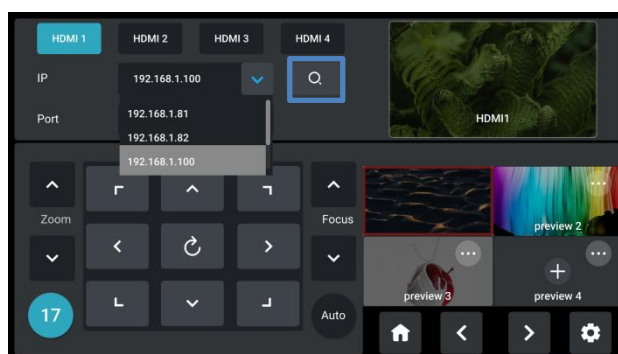 HDMI 1 HDMI 2 HDMI 3 HDMI 4
IP 192.168.1.100
HDMI1
Port 192.168.1.81
192.168.1.82
192.168.1.100
Zoom Focus
preview 2
preview 3 preview 4
17 Auto